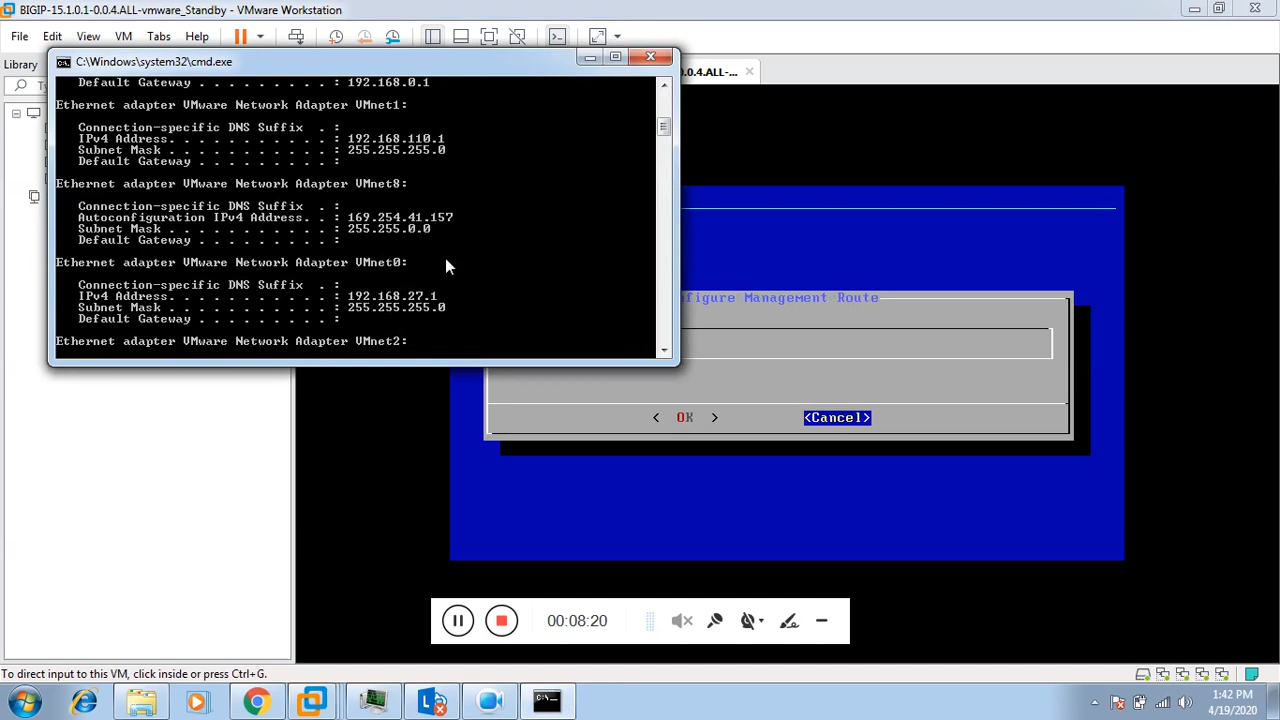 BIGIP-15.1.0.1-0.0.4.ALL-vmware_Standby - VMware Workstation
File Edit View VM Tabs Help
Library
C:\Windows\system32\cmd.exe
0.0.4.ALL-...
Default Gateway . . . . . . . . . : 192.168.0.1
Ethernet adapter VMware Network Adapter VMnet1:
Connection-specific DNS Suffix . :
IPv4 Address. . . . . . . . . . . : 192.168.110.1
Subnet Mask . . . . . . . . . . . : 255.255.255.0
Default Gateway . . . . . . . . . :
Ethernet adapter VMware Network Adapter VMnet8:
Connection-specific DNS Suffix . :
Autoconfiguration IPv4 Address. . : 169.254.41.157
Subnet Mask . . . . . . . . . . . : 255.255.0.0
Default Gateway . . . . . . . . . :
Ethernet adapter VMware Network Adapter VMnet0:
Connection-specific DNS Suffix . :
IPv4 Address. . . . . . . . . . . : 192.168.27.1
Subnet Mask . . . . . . . . . . . : 255.255.255.0
Default Gateway . . . . . . . . . :
Ethernet adapter VMware Network Adapter VMnet2:
figure Management Route
< OK > <Cancel>
00:08:20
To direct input to this VM, click inside or press Ctrl+G.
1:42 PM
4/19/2020